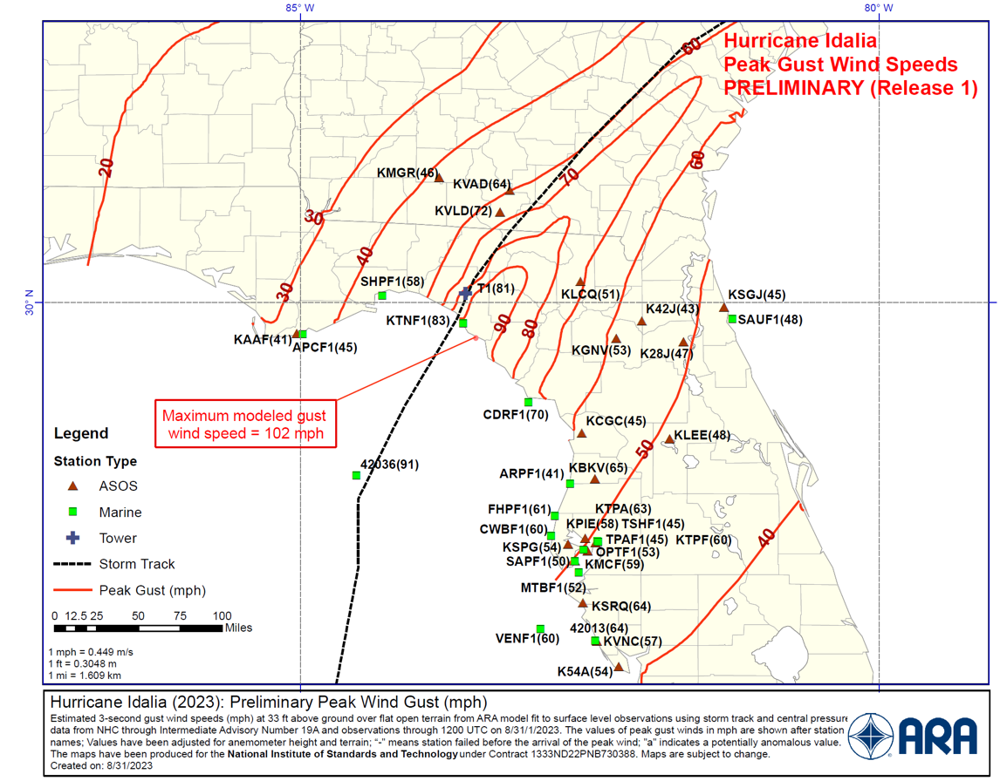 85° W
80° W
Hurricane Idalia
Peak Gust Wind Speeds
PRELIMINARY (Release 1)
60
20
60
KMGR(46)
70
KVAD(64)
KVLD(72)
30
40
SHPF1(58)
T1(81)
30
KLCQ(51)
KSGJ(45)
30° N
K42J(43)
SAUF1(48)
KTNF1(83)
90
80
KAAF(41)
APCF1(45)
KGNV(53)
K28J(47)
Maximum modeled gust
wind speed = 102 mph
CDRF1(70)
KCGC(45)
KLEE(48)
50
Legend
Station Type
ASOS
Marine
Tower
Storm Track
Peak Gust (mph)
42036(91)
KBKV(65)
ARPF1(41)
FHPF1(61)
KTPA(63)
KPIE(58)
TSHF1(45)
CWBF1(60)
TPAF1(45)
KTPF(60)
40
KSPG(54)
OPTF1(53)
SAPF1(50)
KMCF(59)
MTBF1(52)
KSRQ(64)
0 12.5 25 50 75 100
Miles
42013(64)
VENF1(60)
KVNC(57)
K54A(54)
1 mph = 0.449 m/s
1 ft = 0.3048 m
1 mi = 1.609 km
Hurricane Idalia (2023): Preliminary Peak Wind Gust (mph)
Estimated 3-second gust wind speeds (mph) at 33 ft above ground over flat open terrain from ARA model fit to surface level observations using storm track and central pressure
data from NHC through Intermediate Advisory Number 19A and observations through 1200 UTC on 8/31/1/2023. The values of peak gust winds in mph are shown after station
names; Values have been adjusted for anemometer height and terrain; “-” means station failed before the arrival of the peak wind; "a" indicates a potentially anomalous value.
The maps have been produced for the National Institute of Standards and Technology under Contract 1333ND22PNB730388. Maps are subject to change.
Created on: 8/31/2023
ARA